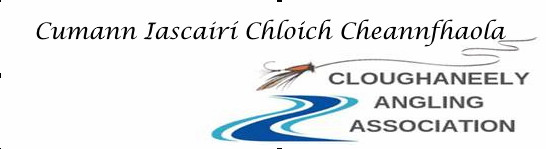 Cumann Iascairí Chloich Cheannfhaola
CLOUGHANEELY
ANGLING
ASSOCIATION